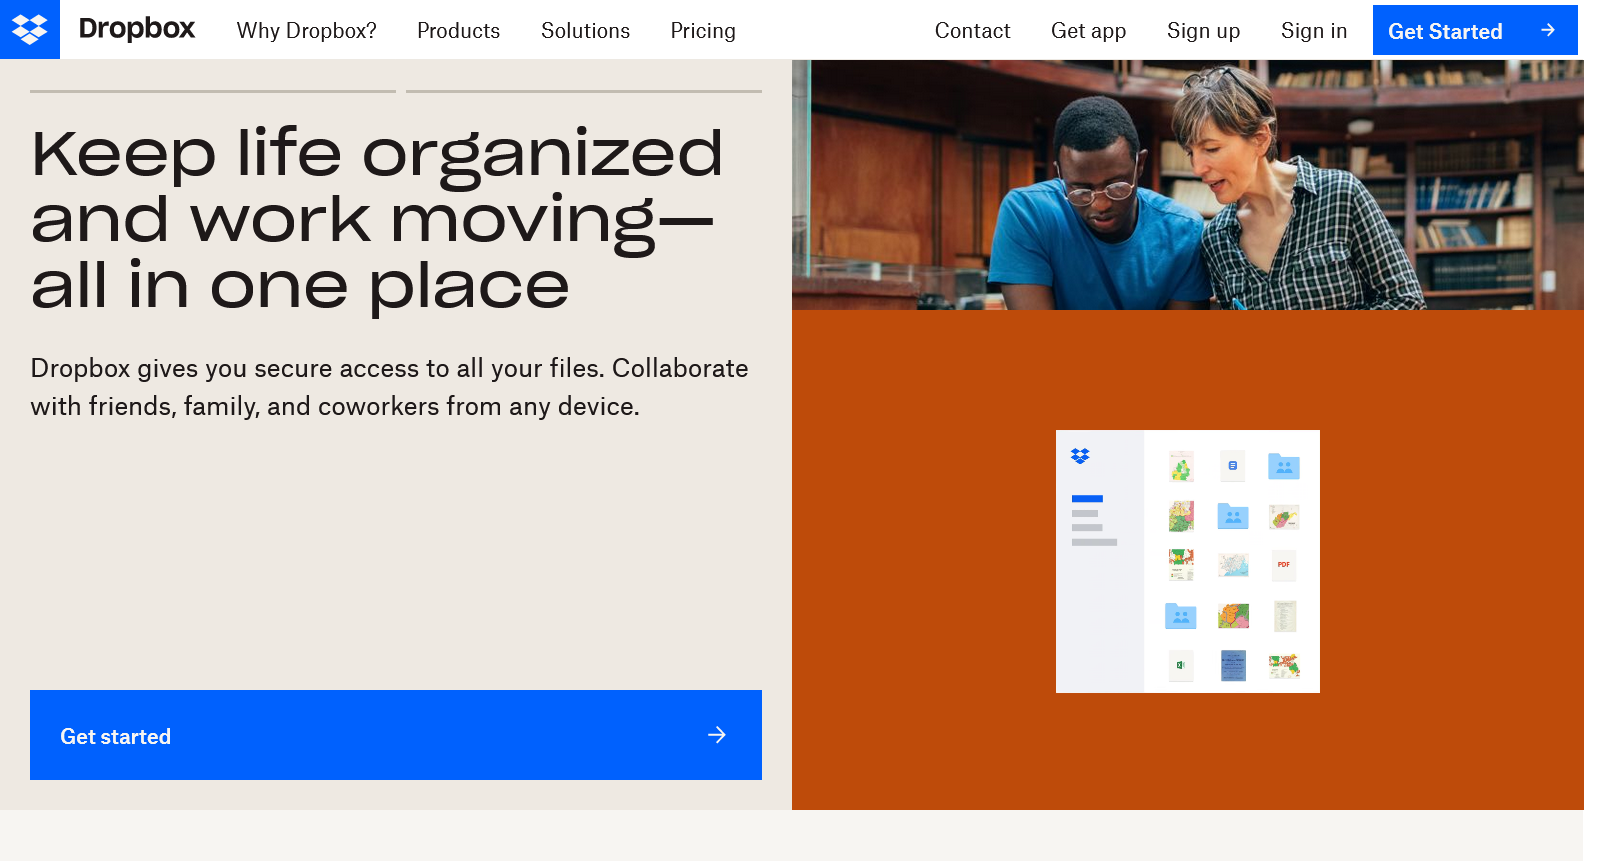 Dropbox
Why Dropbox?
Products
Solutions
Pricing
Contact
Get app
Sign up
Sign in
Get Started
Keep life organized
and work moving—
all in one place
Dropbox gives you secure access to all your files. Collaborate
with friends, family, and coworkers from any device.
PDF
Get started